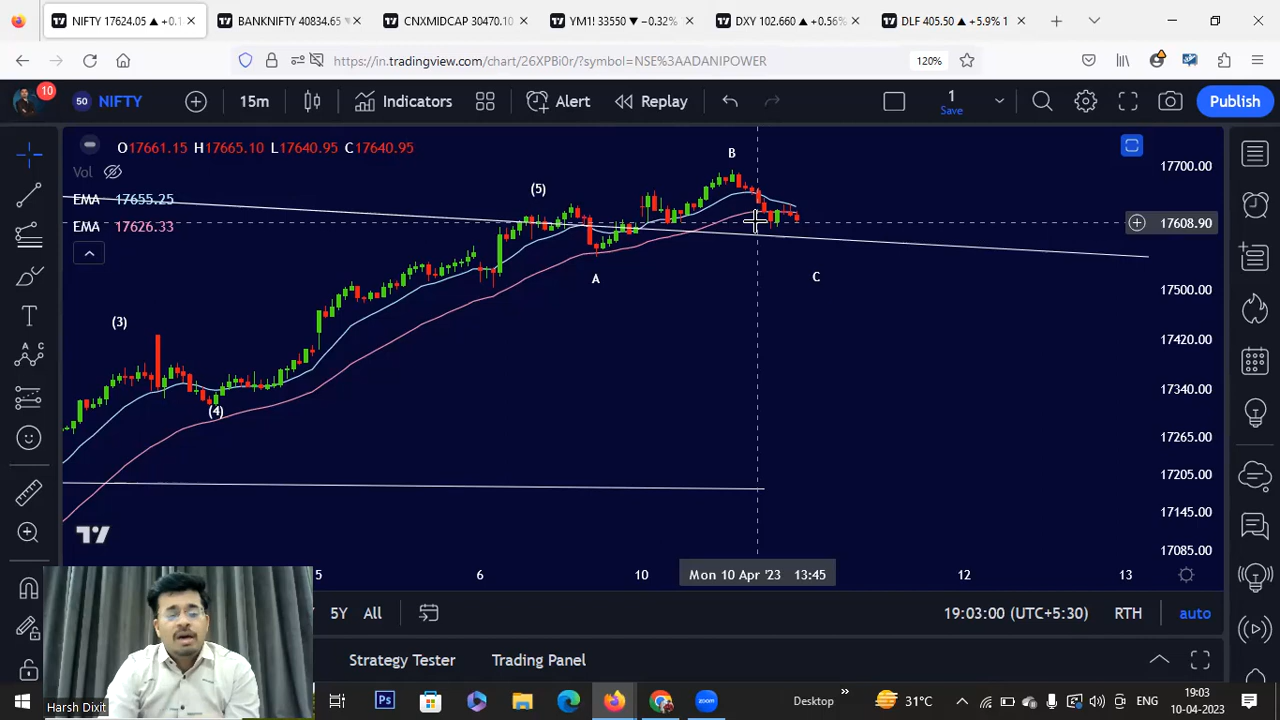 NIFTY 17624.05 ▲ +0.1
BANKNIFTY 40834.65 ▼
CNXMIDCAP 30470.10
YM1! 33550 ▼ −0.32%
DXY 102.660 ▲ +0.56%
DLF 405.50 ▲ +5.9% 1
https://in.tradingview.com/chart/26XPBi0r/?symbol=NSE%3AADANIPOWER
120%
10
50 NIFTY
15m
Indicators
Alert
Replay
1
Save
Publish
O17661.15 H17665.10 L17640.95 C17640.95
Vol
EMA 17655.25
EMA 17626.33
B
(5)
A
C
(3)
(4)
17700.00
17608.90
17500.00
17420.00
17340.00
17265.00
17205.00
17145.00
17085.00
5
6
10
Mon 10 Apr '23 13:45
12
13
5Y
All
19:03:00 (UTC+5:30)
RTH
auto
Strategy Tester
Trading Panel
Harsh Dixit
Ps
Desktop
31°C
ENG
19:03
10-04-2023